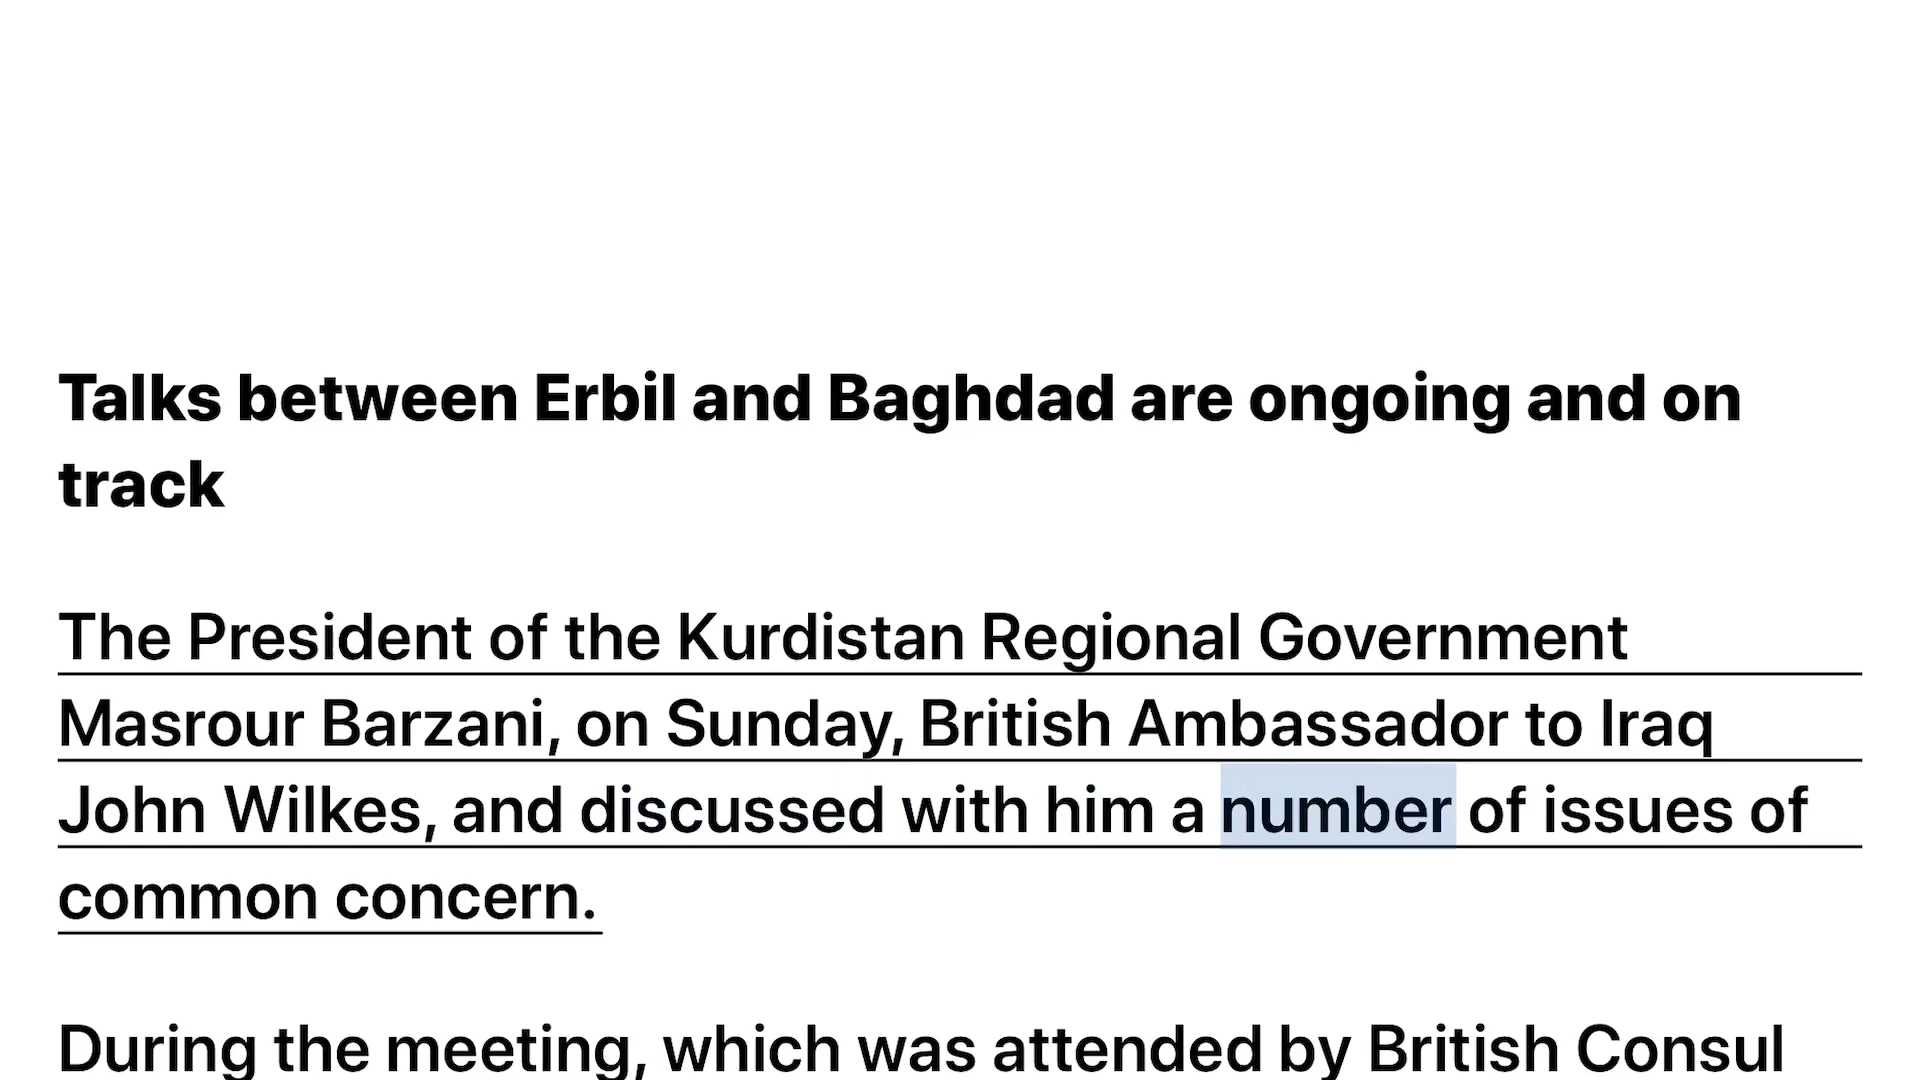 Talks between Erbil and Baghdad are ongoing and on
track
The President of the Kurdistan Regional Government
Masrour Barzani, on Sunday, British Ambassador to Iraq
John Wilkes, and discussed with him a number of issues of
common concern.
During the meeting, which was attended by British Consul